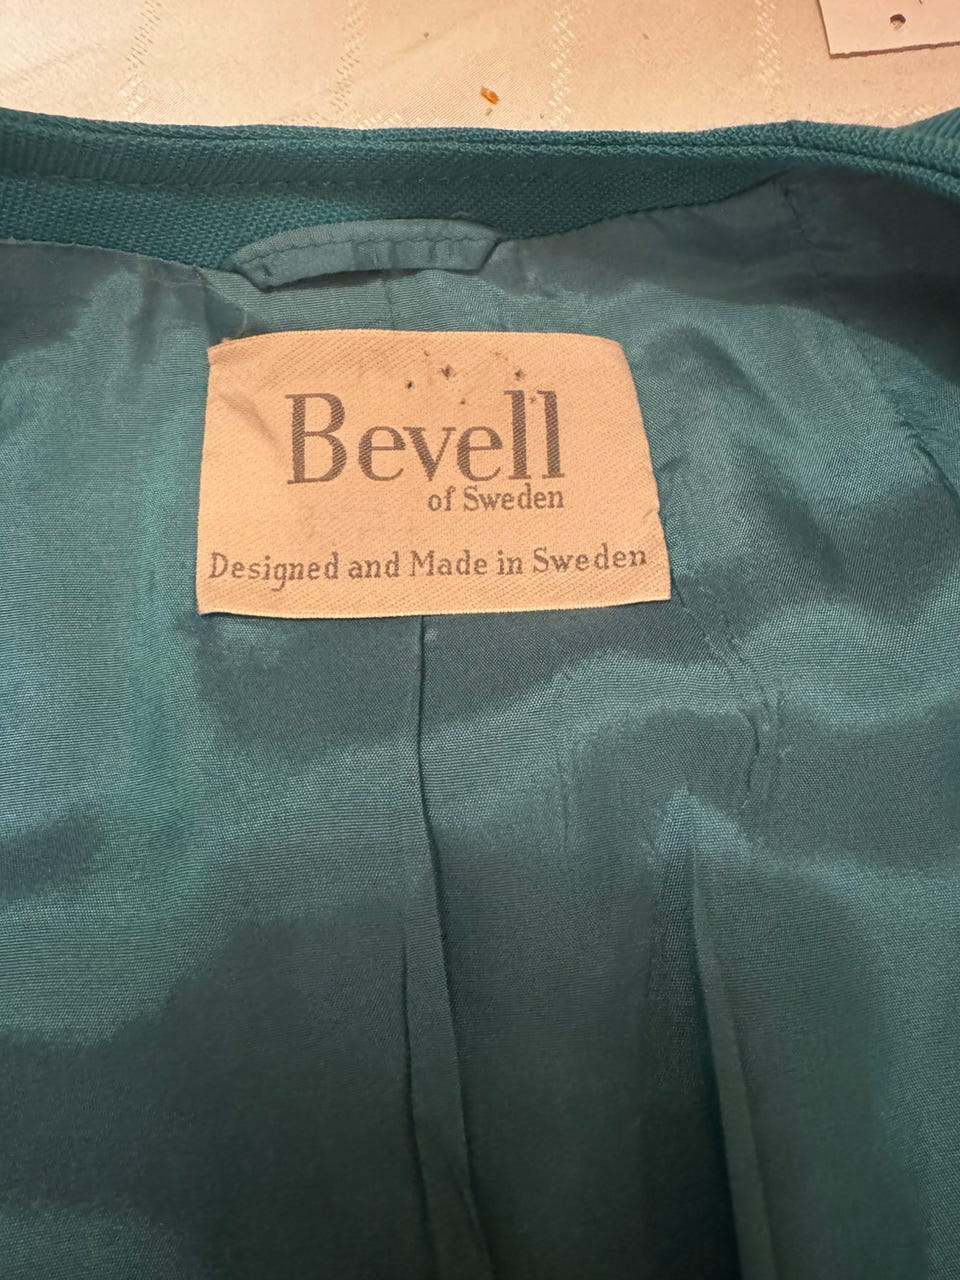 Bevell
of Sweden
Designed and Made in Sweden